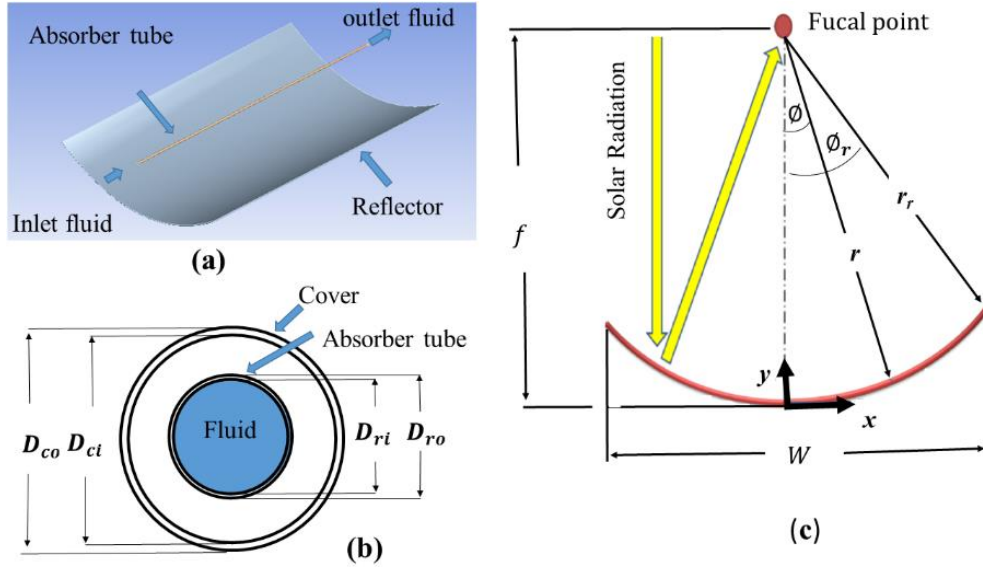 outlet fluid
Absorber tube
Inlet fluid
Reflector
(a)
Cover
Absorber tube
Fluid
D_co D_ci D_ri D_ro
(b)
Fucal point
Solar Radiation
Ø
Ø_r
f
r_r
r
y
x
W
(c)